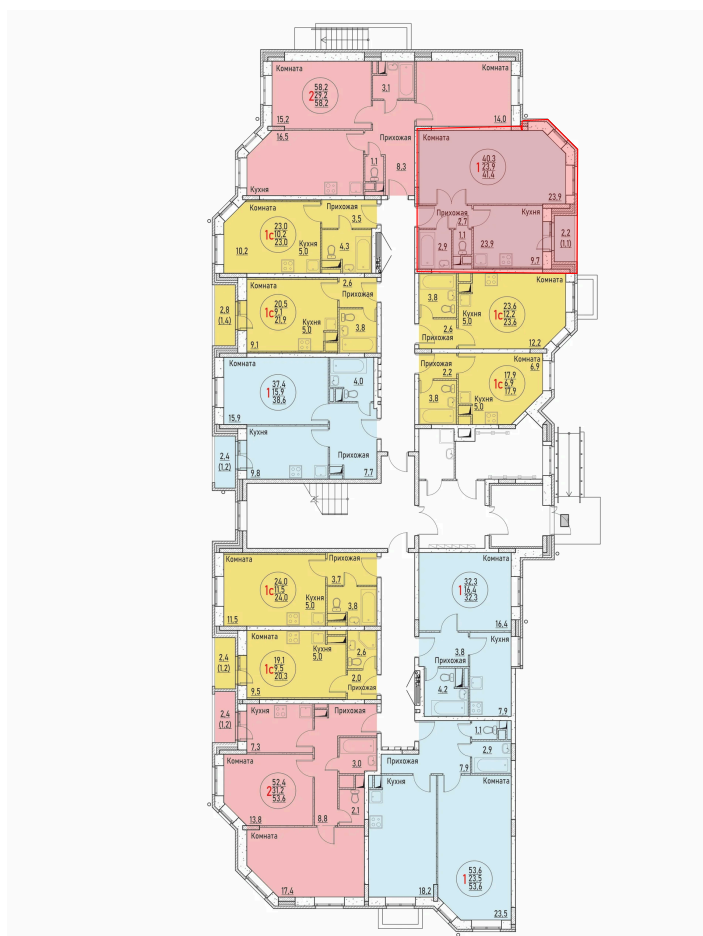 Комната
2
58.2
29.2
58.2
15.2
3.1
Комната
14.0
16.5
Кухня
Прихожая
1.1
8.3
Комната
1
40.3
23.9
41.4
23.9
Прихожая
2.7
Кухня
2.9
1.1
23.9
9.7
2.2
(1.1)
Комната
1с
23.0
10.2
23.0
10.2
Прихожая
3.5
Кухня
5.0
4.3
2.8
(1.4)
Комната
1с
20.5
9.1
21.9
9.1
2.6
Прихожая
Кухня
5.0
3.8
Комната
3.8
Кухня
5.0
1с
23.6
12.2
23.6
2.6
Прихожая
12.2
Прихожая
2.2
Комната
6.9
3.8
Кухня
5.0
1с
17.9
6.9
17.9
Комната
1
37.4
15.9
38.6
15.9
4.0
2.4
(1.2)
Кухня
9.8
Прихожая
7.7
Комната
1с
24.0
11.5
24.0
11.5
Прихожая
3.7
Кухня
5.0
3.8
Комната
1
32.3
16.4
32.3
16.4
2.4
(1.2)
Комната
1с
19.1
9.5
20.3
9.5
Кухня
5.0
2.6
2.0
Прихожая
3.8
Прихожая
4.2
Кухня
7.9
2.4
(1.2)
Кухня
7.3
Прихожая
3.0
Комната
2
52.4
31.2
53.6
13.8
8.8
2.1
Комната
17.4
1.1
2.9
Прихожая
7.9
Кухня
18.2
Комната
1
53.6
23.5
53.6
23.5